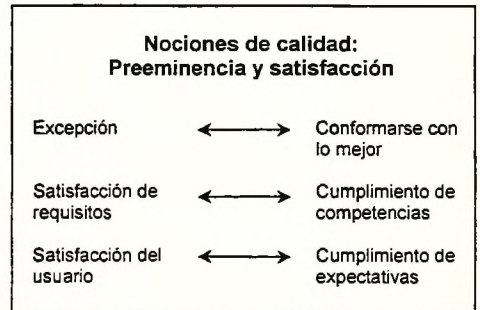 Nociones de calidad:
Preeminencia y satisfacción
Excepción
Conformarse con
lo mejor
Satisfacción de
requisitos
Cumplimiento de
competencias
Satisfacción del
usuario
Cumplimiento de
expectativas